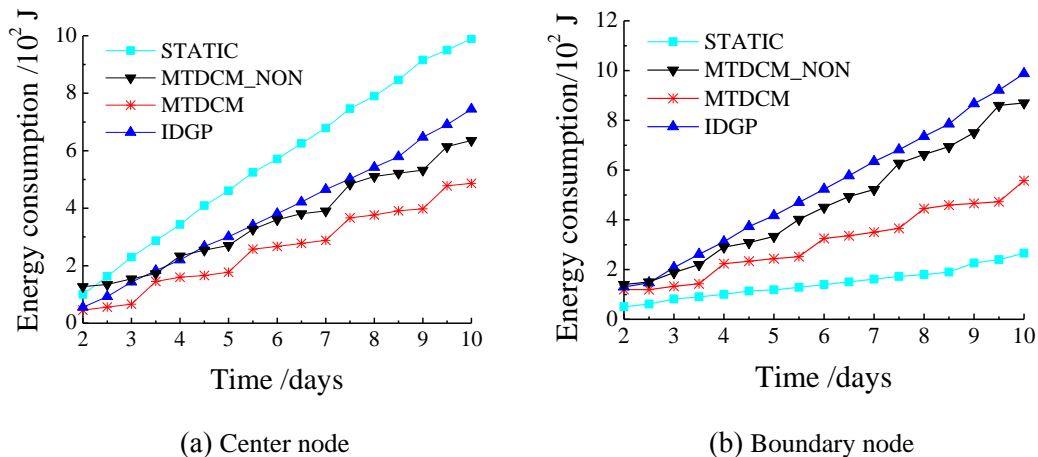 Energy consumption /10² J
10
8
6
4
2
0
STATIC
MTDCM_NON
MTDCM
IDGP
2 3 4 5 6 7 8 9 10
Time /days
(a) Center node
Energy consumption/10² J
12
10
8
6
4
2
0
STATIC
MTDCM_NON
MTDCM
IDGP
2 3 4 5 6 7 8 9 10
Time /days
(b) Boundary node